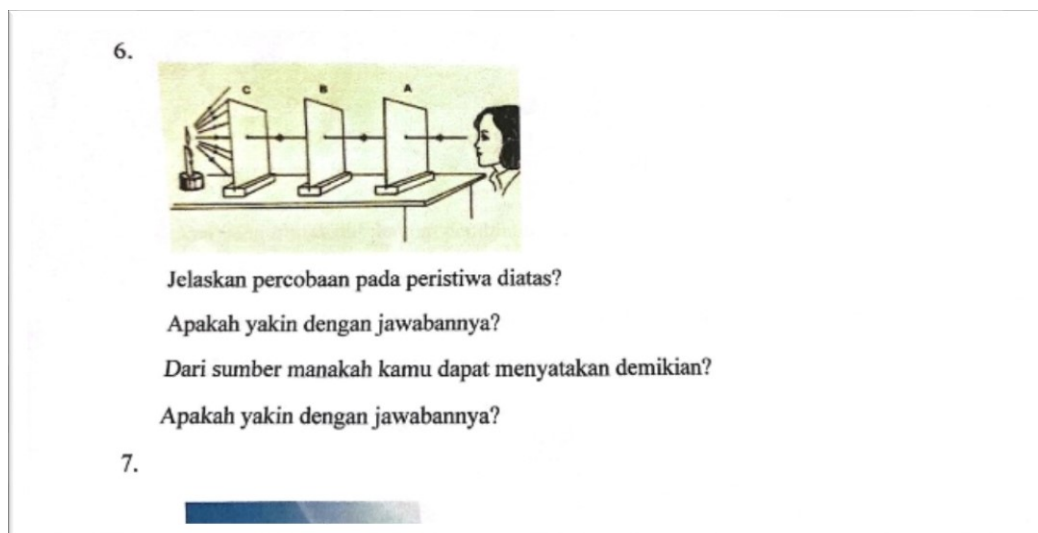 6.
C B A
Jelaskan percobaan pada peristiwa diatas?
Apakah yakin dengan jawabannya?
Dari sumber manakah kamu dapat menyatakan demikian?
Apakah yakin dengan jawabannya?
7.